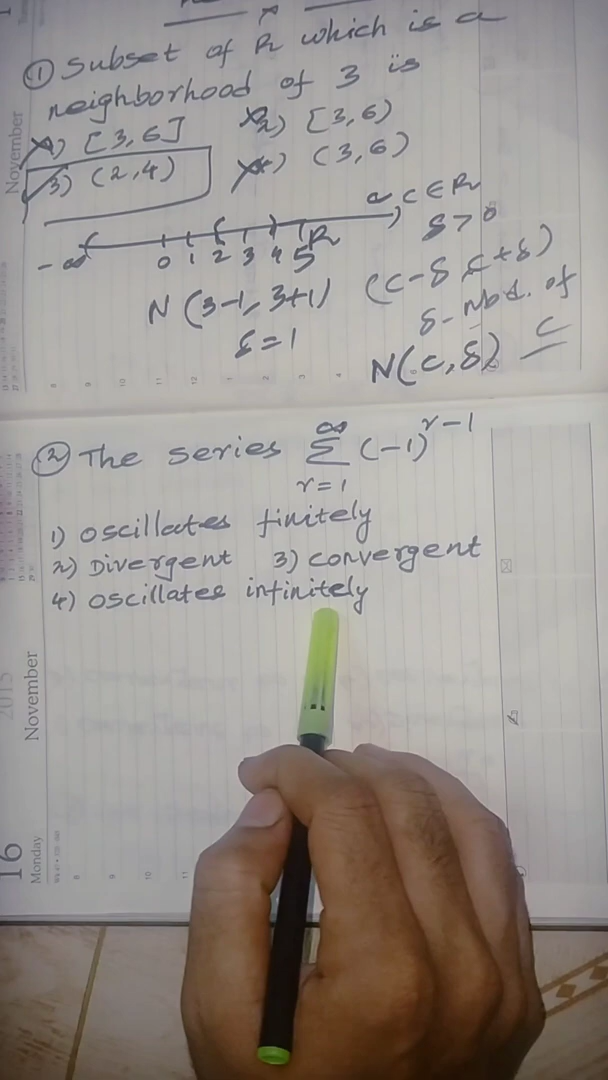 ① Subset of R which is a
neighborhood of 3 is
1) [3,6] 2) [3,6)
3) (2,4) 4) (3,6)
c ∈ R
-∞ 0 1 2 3 4 5 R
δ > 0
N (3-1, 3+1) (c-δ, c+δ)
δ = 1 δ- nbd. of
N(c, δ) c
② The series ∞ Σ r=1 (-1)^r-1
1) oscillates finitely
2) Divergent 3) convergent
4) oscillates infinitely
November
2015
November
16
Monday